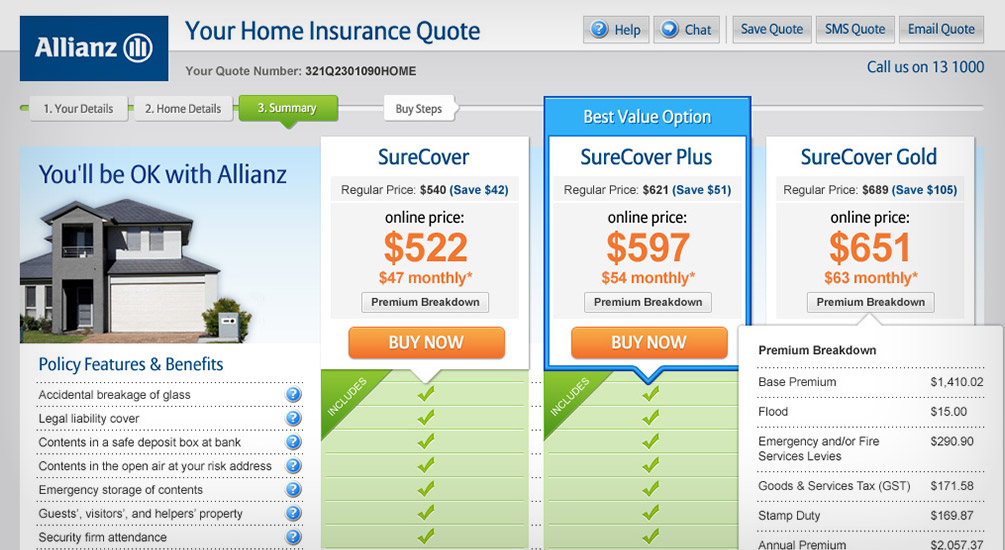 Allianz
Your Home Insurance Quote
Help
Chat
Save Quote
SMS Quote
Email Quote
Your Quote Number: 321Q2301090HOME
Call us on 13 1000
1. Your Details
2. Home Details
3. Summary
Buy Steps
You'll be OK with Allianz
SureCover
Regular Price: $540 (Save $42)
online price:
$522
$47 monthly*
Premium Breakdown
BUY NOW
Best Value Option
SureCover Plus
Regular Price: $621 (Save $51)
online price:
$597
$54 monthly*
Premium Breakdown
BUY NOW
SureCover Gold
Regular Price: $689 (Save $105)
online price:
$651
$63 monthly*
Premium Breakdown
Policy Features & Benefits
Accidental breakage of glass
Legal liability cover
Contents in a safe deposit box at bank
Contents in the open air at your risk address
Emergency storage of contents
Guests', visitors', and helpers' property
Security firm attendance
INCLUDES
INCLUDES
Premium Breakdown
Base Premium $1,410.02
Flood $15.00
Emergency and/or Fire
Services Levies $290.90
Goods & Services Tax (GST) $171.58
Stamp Duty $169.87
Annual Premium $2,057.37